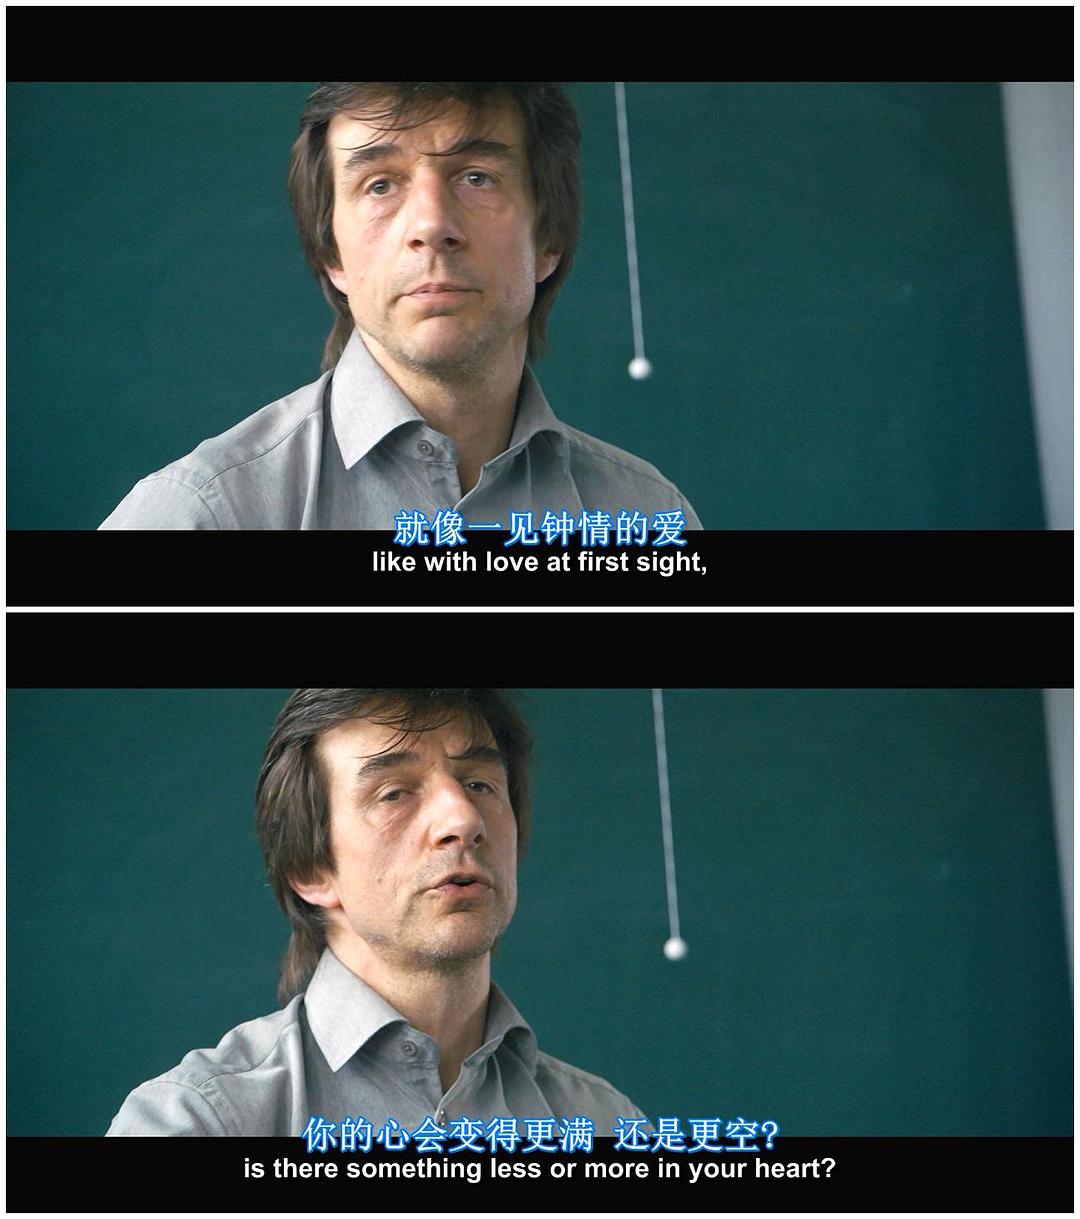 就像一见钟情的爱
like with love at first sight,
你的心会变得更满 还是更空?
is there something less or more in your heart?